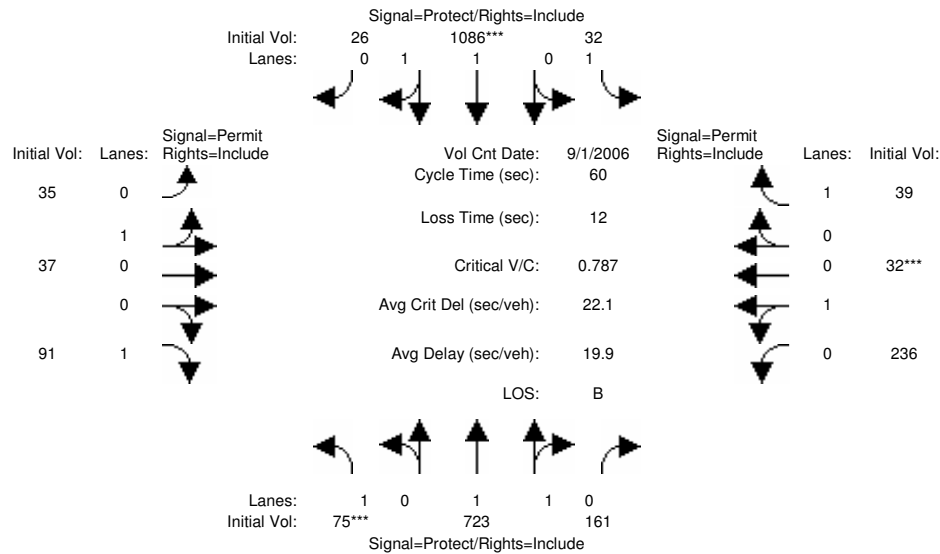 Signal=Protect/Rights=Include
Initial Vol: 26 1086*** 32
Lanes: 0 1 1 0 1
Signal=Permit Signal=Permit
Initial Vol: Lanes: Rights=Include Vol Cnt Date: 9/1/2006 Rights=Include Lanes: Initial Vol:
Cycle Time (sec): 60
35 0 1 39
Loss Time (sec): 12
1 0
37 0 Critical V/C: 0.787 0 32***
0 Avg Crit Del (sec/veh): 22.1 1
91 1 Avg Delay (sec/veh): 19.9 0 236
LOS: B
Lanes: 1 0 1 1 0
Initial Vol: 75*** 723 161
Signal=Protect/Rights=Include